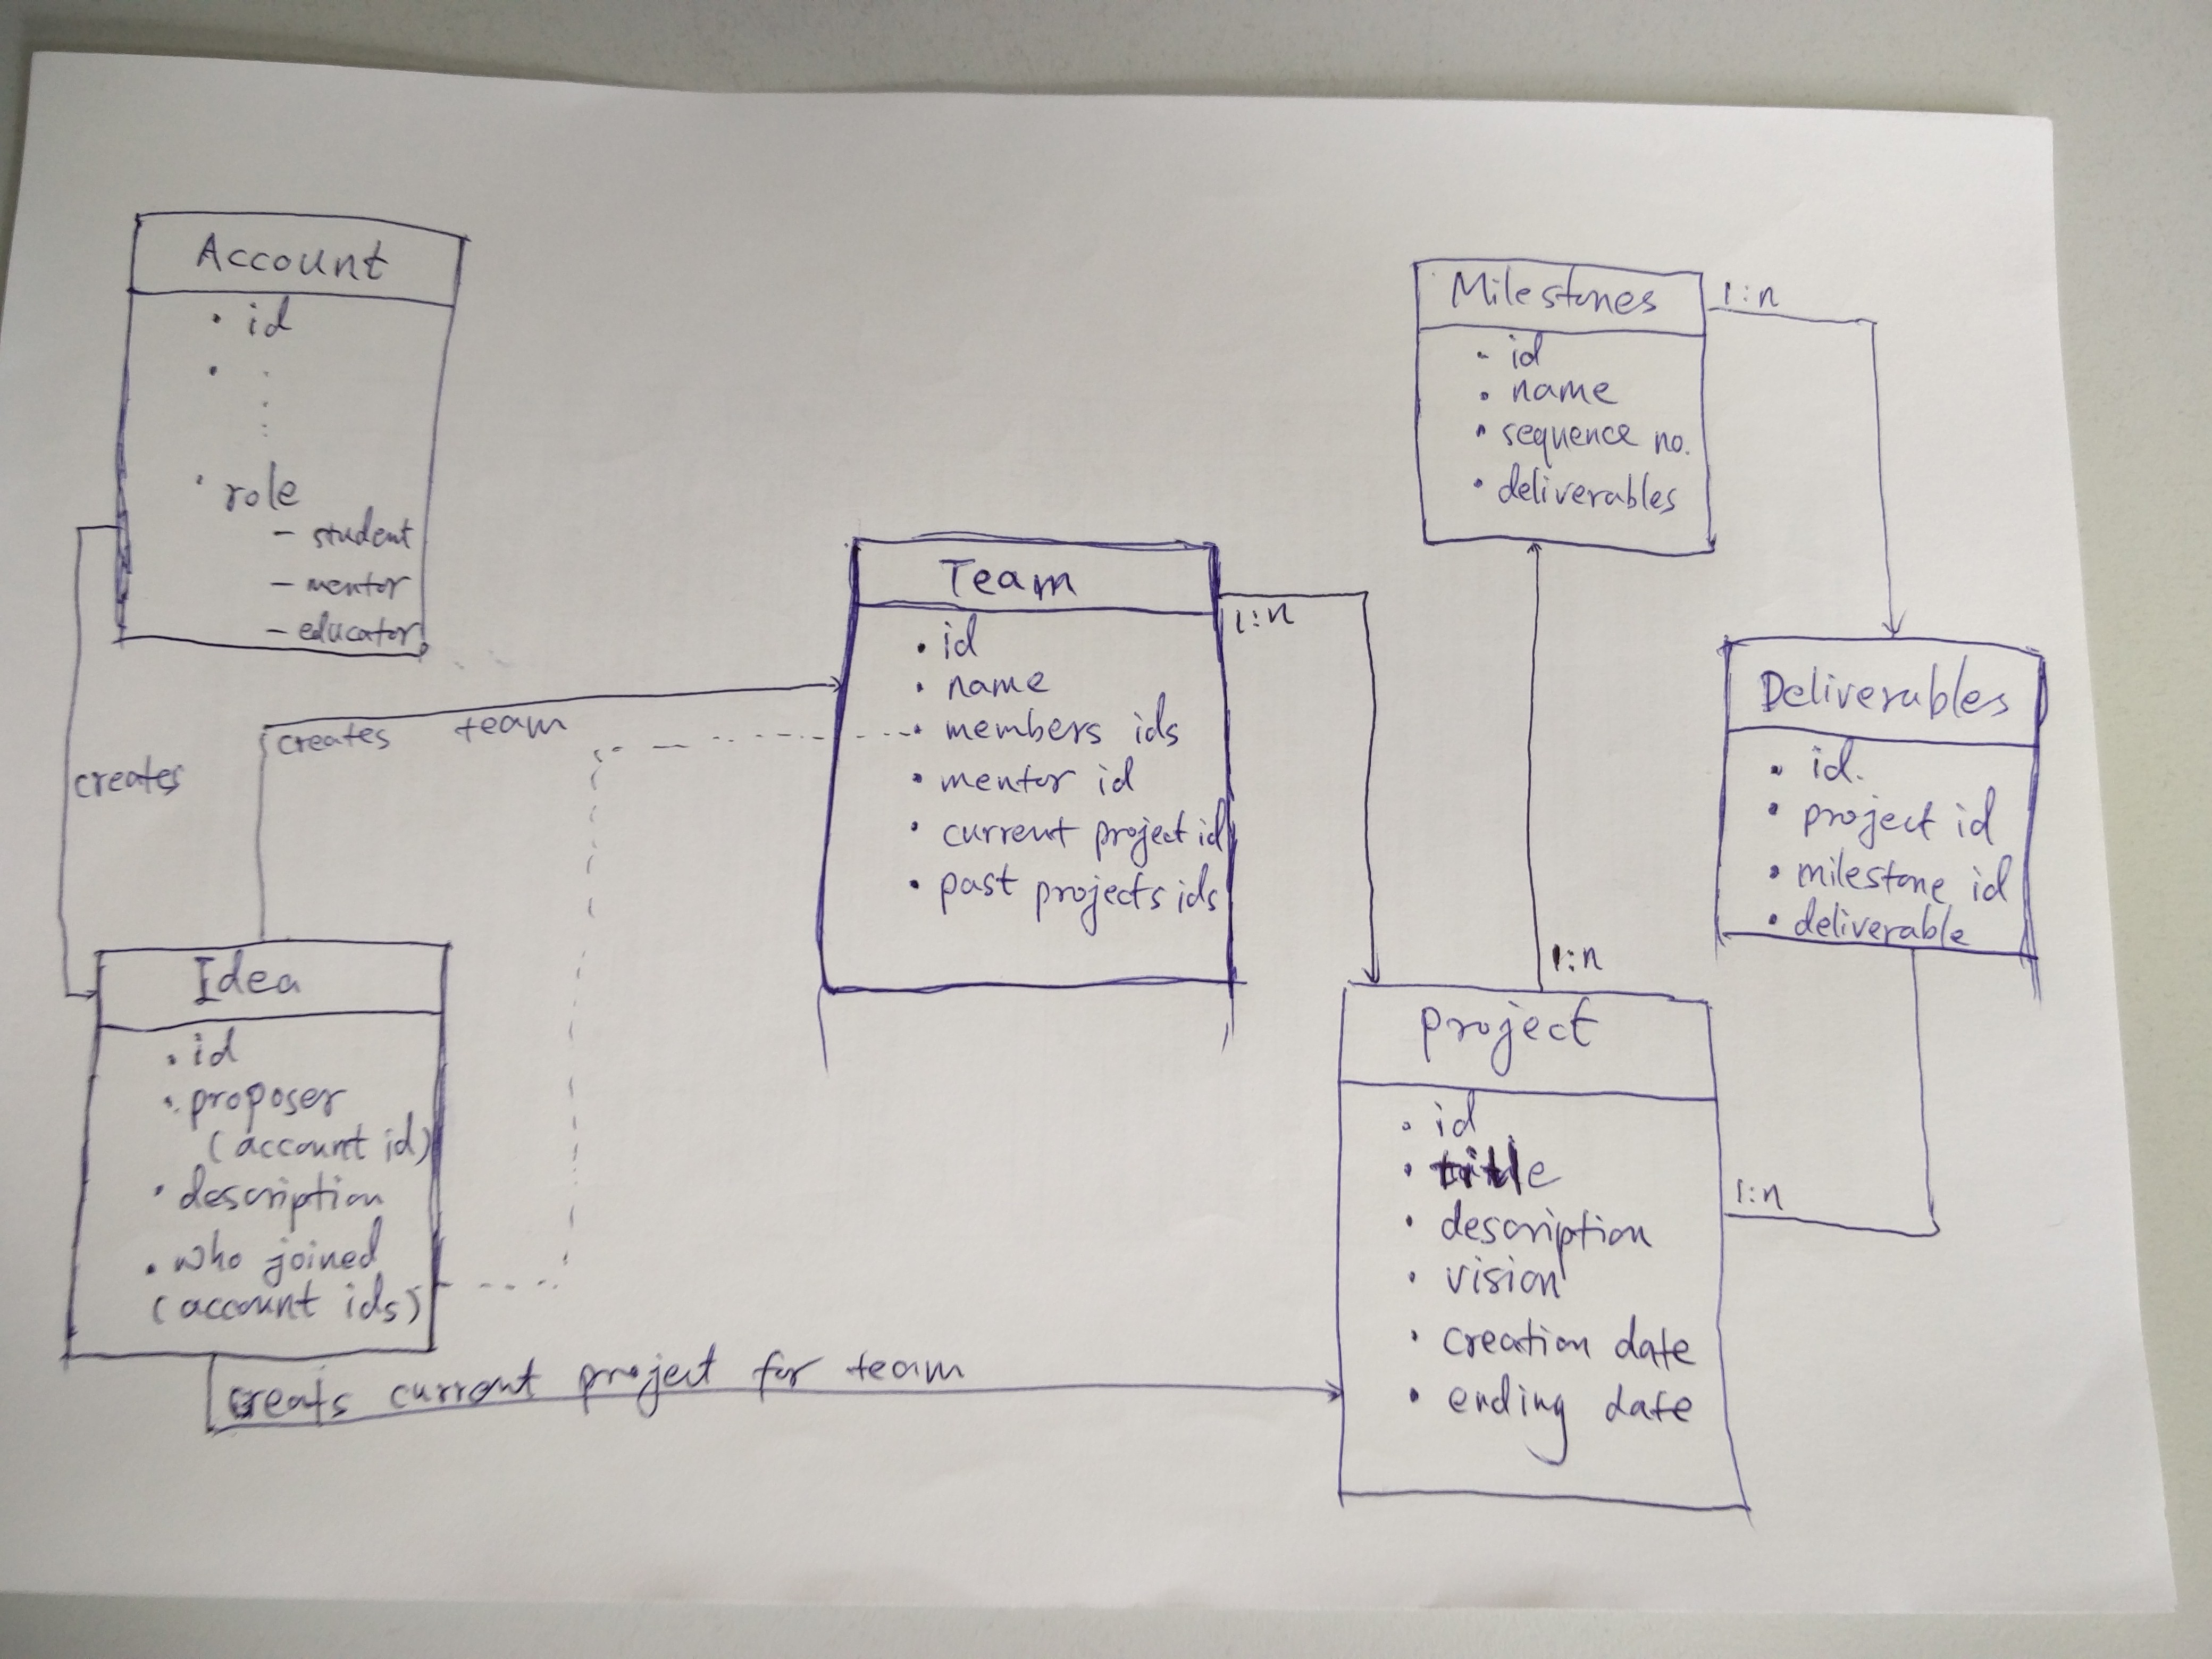 Account
• id
•
• role
– student
– mentor
– educator
creates
creates team
Idea
• id
• proposer
(account id)
• description
• who joined
(account ids)
creats current project for team
Team
• id
• name
• members ids
• mentor id
• current project id
• past projects ids
1:n
Milestones
• id
• name
• sequence no.
• deliverables
1:n
Deliverables
• id.
• project id
• milestone id
• deliverable
1:n
project
• id
• title
• description
• vision
• creation date
• ending date
1:n